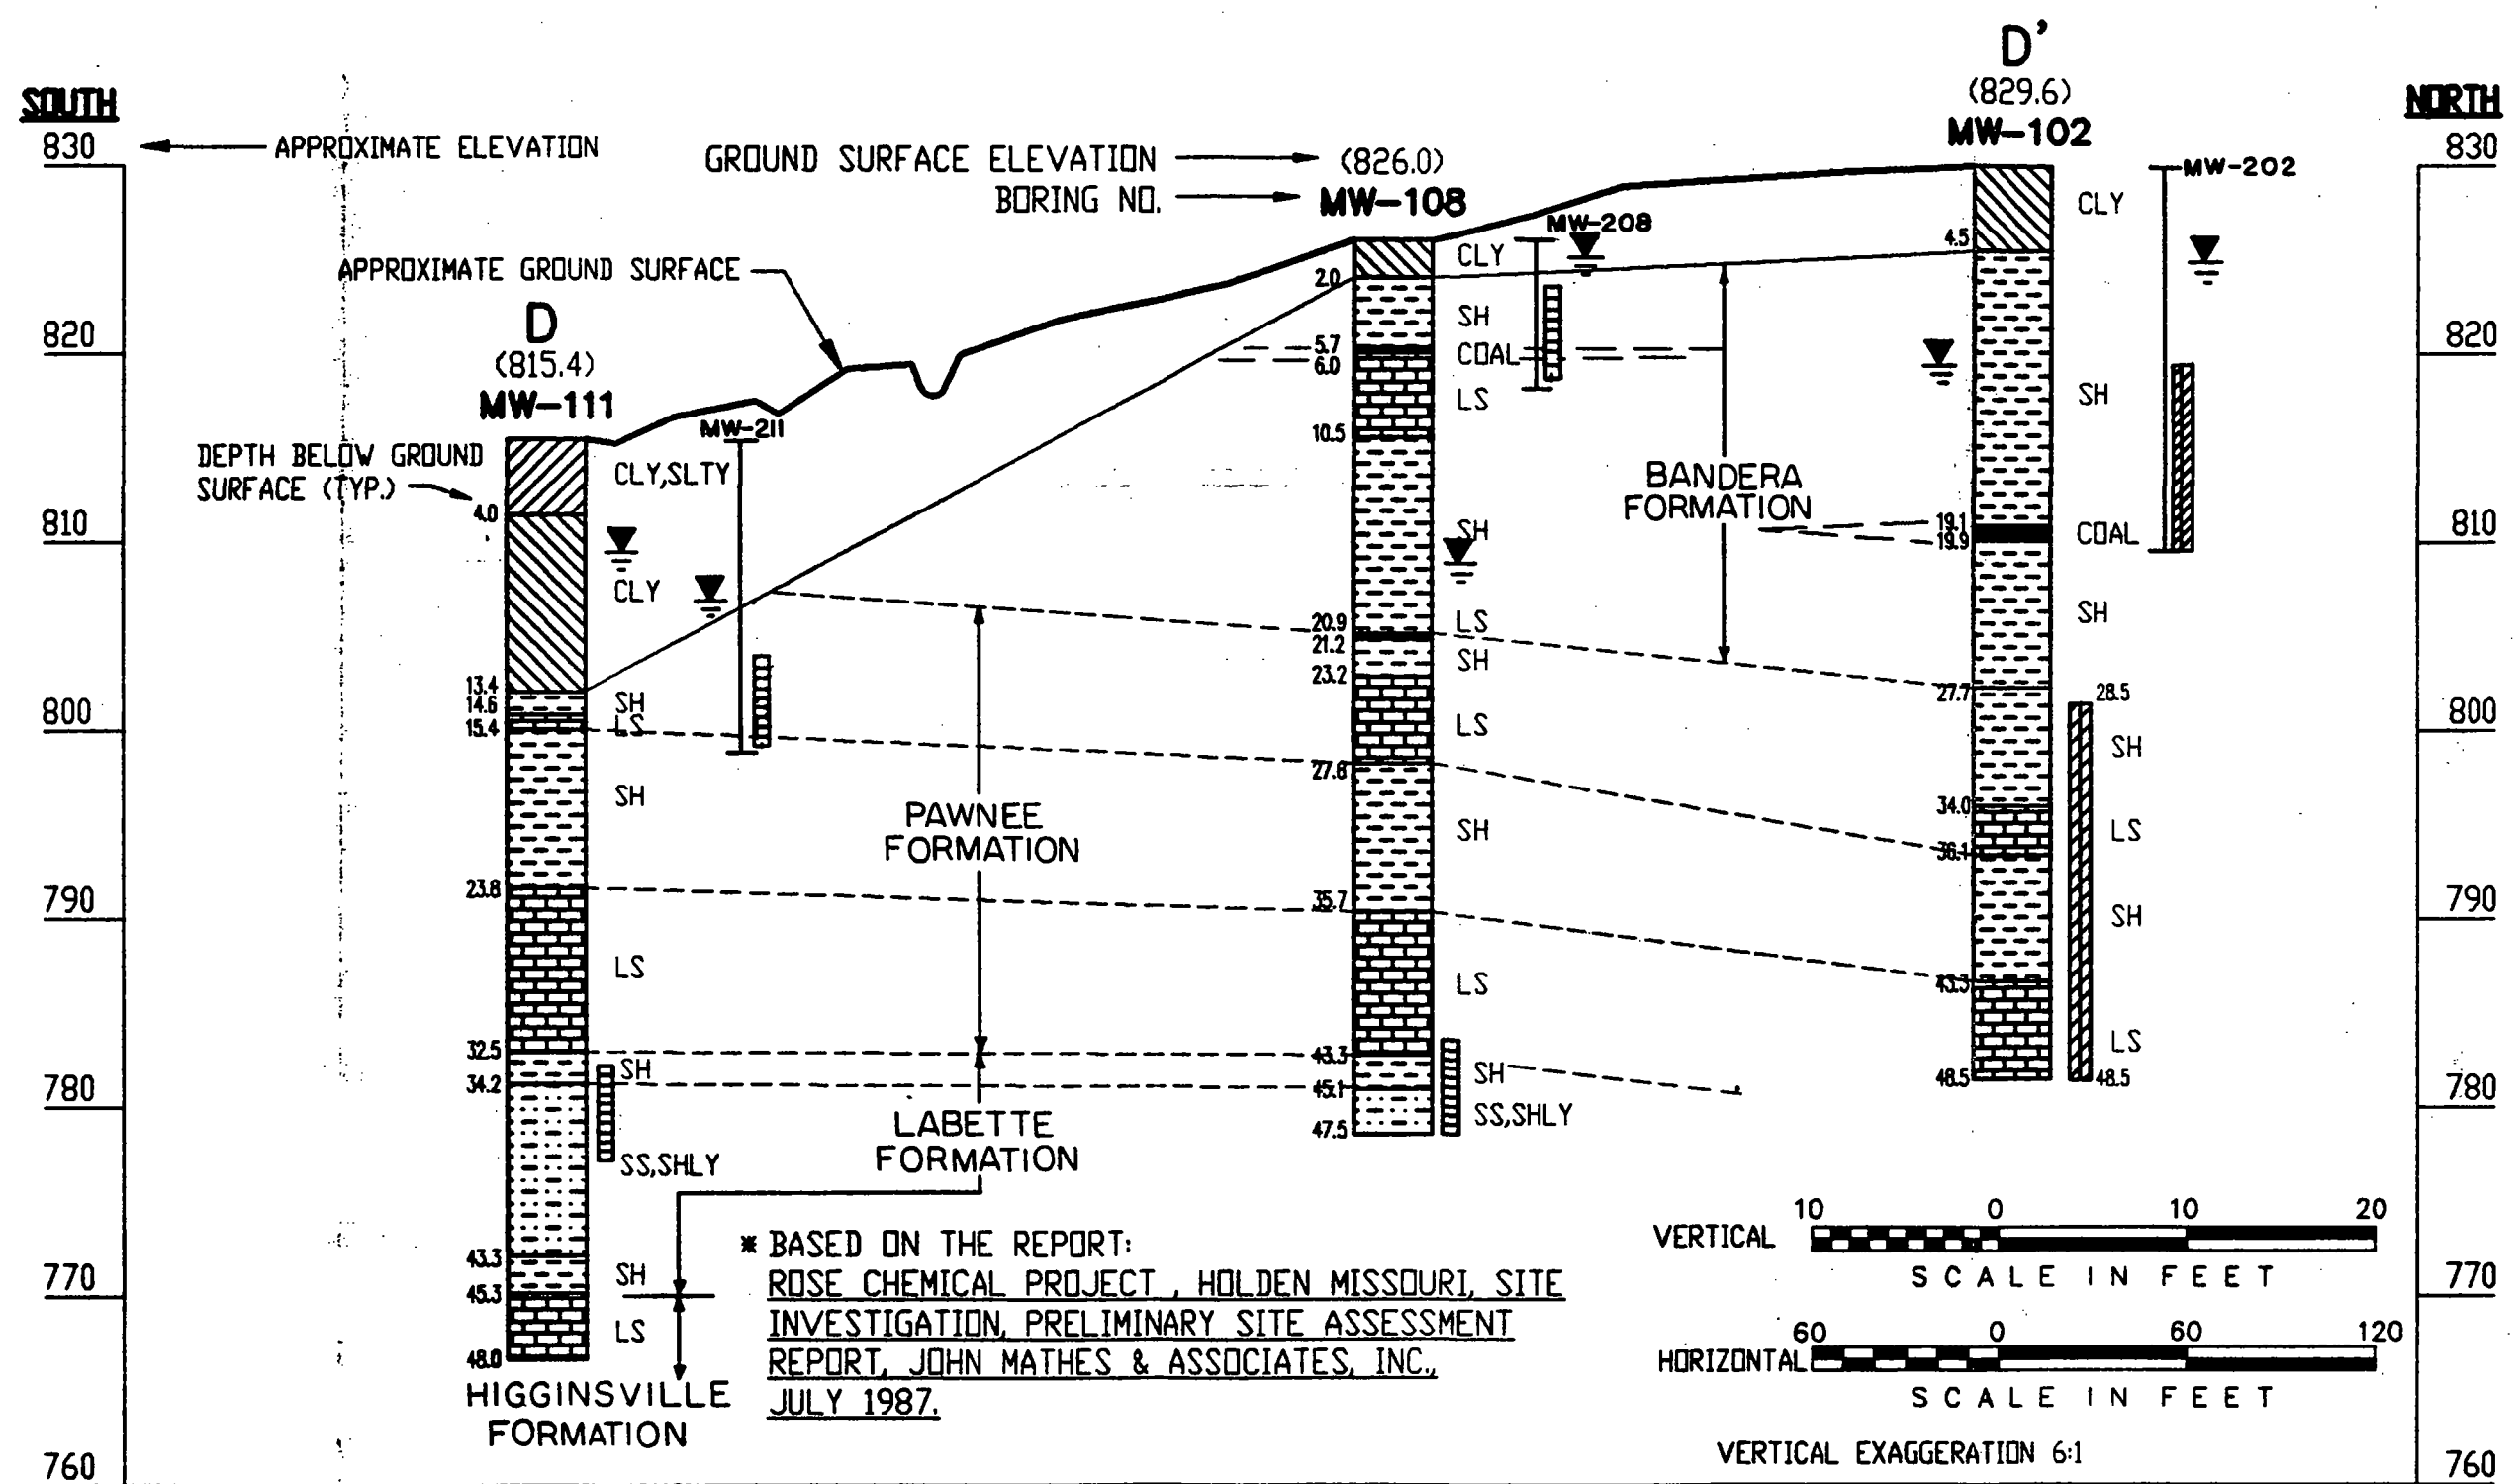 D'
(829.6)
MW-102
SOUTH
NORTH
830
APPROXIMATE ELEVATION
GROUND SURFACE ELEVATION
(826.0)
BORING NO.
MW-108
830
MW-202
CLY
MW-208
4.5
CLY
APPROXIMATE GROUND SURFACE
2.0
SH
D
(815.4)
MW-111
820
5.7
COAL
6.0
LS
820
SH
MW-211
10.5
DEPTH BELOW GROUND
SURFACE (TYP.)
CLY,SLTY
4.0
BANDERA
FORMATION
810
SH
19.1
19.9
COAL
810
CLY
20.9
LS
21.2
SH
23.2
SH
13.4
14.6
15.4
SH
LS
27.7
28.5
800
LS
800
SH
27.8
SH
PAWNEE
FORMATION
SH
34.0
LS
36.1
23.8
790
35.7
SH
790
LS
LS
43.3
LS
32.5
SH
34.2
43.3
SH
45.1
48.5
48.5
780
780
LABETTE
FORMATION
SS,SHLY
47.5
SS,SHLY
43.3
45.3
SH
770
LS
48.0
HIGGINSVILLE
FORMATION
* BASED ON THE REPORT:
ROSE CHEMICAL PROJECT , HOLDEN MISSOURI, SITE
INVESTIGATION, PRELIMINARY SITE ASSESSMENT
REPORT, JOHN MATHES & ASSOCIATES, INC.,
JULY 1987.
10 0 10 20
VERTICAL
SCALE IN FEET
770
60 0 60 120
HORIZONTAL
SCALE IN FEET
VERTICAL EXAGGERATION 6:1
760
760